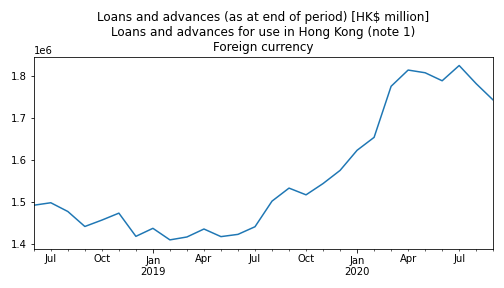 Loans and advances (as at end of period) [HK$ million]
Loans and advances for use in Hong Kong (note 1)
Foreign currency
1e6
1.8
1.7
1.6
1.5
1.4
Jul Oct Jan Apr Jul Oct Jan Apr Jul
2019 2020